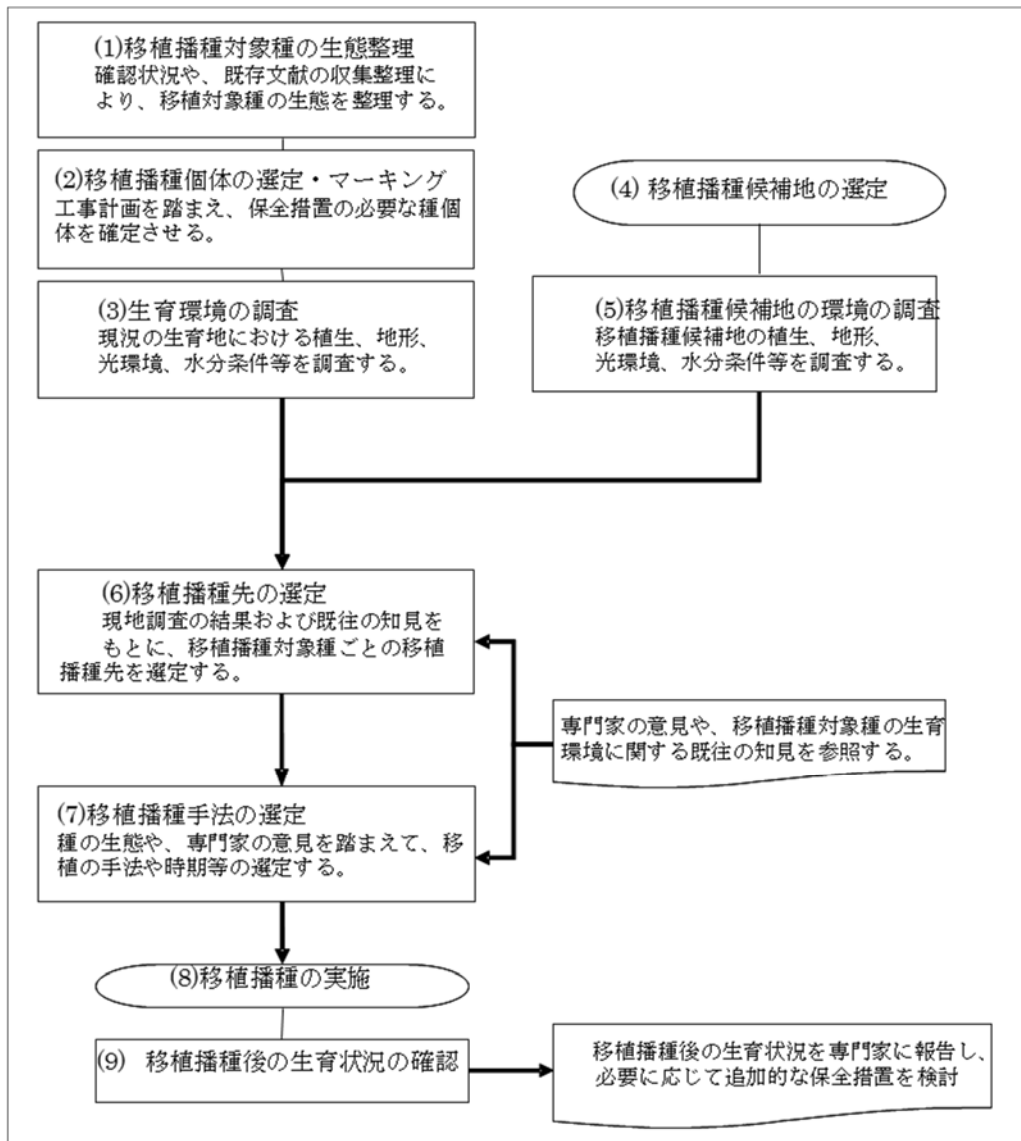 (1)移植播種対象種の生態整理
確認状況や、既存文献の収集整理に
より、移植対象種の生態を整理する。
(2)移植播種個体の選定・マーキング
工事計画を踏まえ、保全措置の必要な種個
体を確定させる。
(3)生育環境の調査
現況の生育地における植生、地形、
光環境、水分条件等を調査する。
(4) 移植播種候補地の選定
(5)移植播種候補地の環境の調査
移植播種候補地の植生、地形、
光環境、水分条件等を調査する。
(6)移植播種先の選定
現地調査の結果および既往の知見を
もとに、移植播種対象種ごとの移植
播種先を選定する。
専門家の意見や、移植播種対象種の生育
環境に関する既往の知見を参照する。
(7)移植播種手法の選定
種の生態や、専門家の意見を踏まえて、移
植の手法や時期等の選定する。
(8)移植播種の実施
(9) 移植播種後の生育状況の確認
移植播種後の生育状況を専門家に報告し、
必要に応じて追加的な保全措置を検討